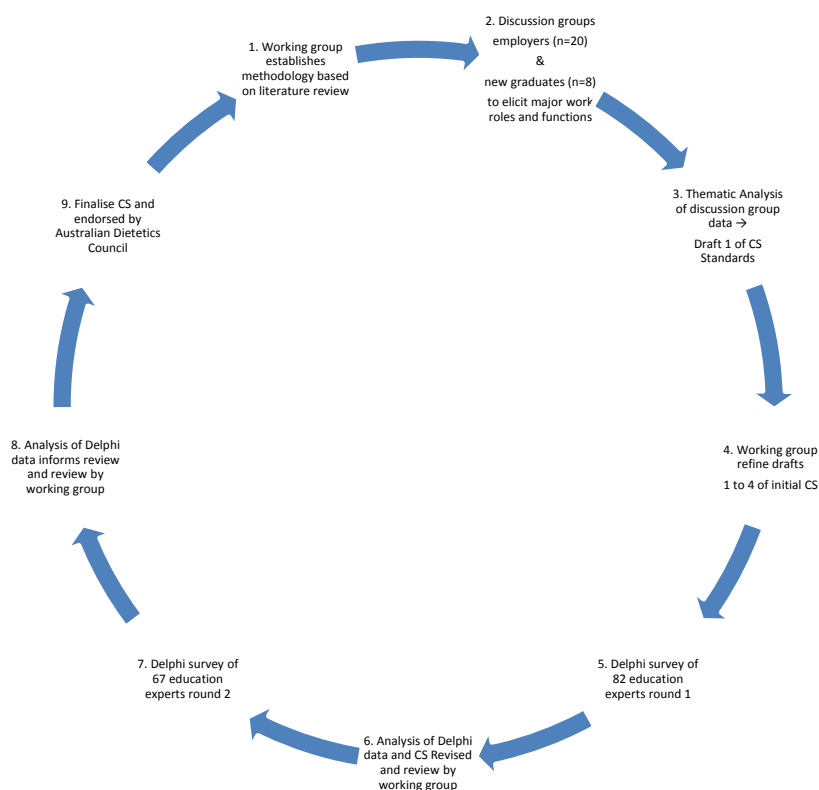 1. Working group
establishes
methodology based
on literature review
2. Discussion groups
employers (n=20)
&
new graduates (n=8)
to elicit major work
roles and functions
3. Thematic Analysis
of discussion group
data →
Draft 1 of CS
Standards
4. Working group
refine drafts
1 to 4 of initial CS
5. Delphi survey of
82 education
experts round 1
6. Analysis of Delphi
data and CS Revised
and review by
working group
7. Delphi survey of
67 education
experts round 2
8. Analysis of Delphi
data informs review
and review by
working group
9. Finalise CS and
endorsed by
Australian Dietetics
Council